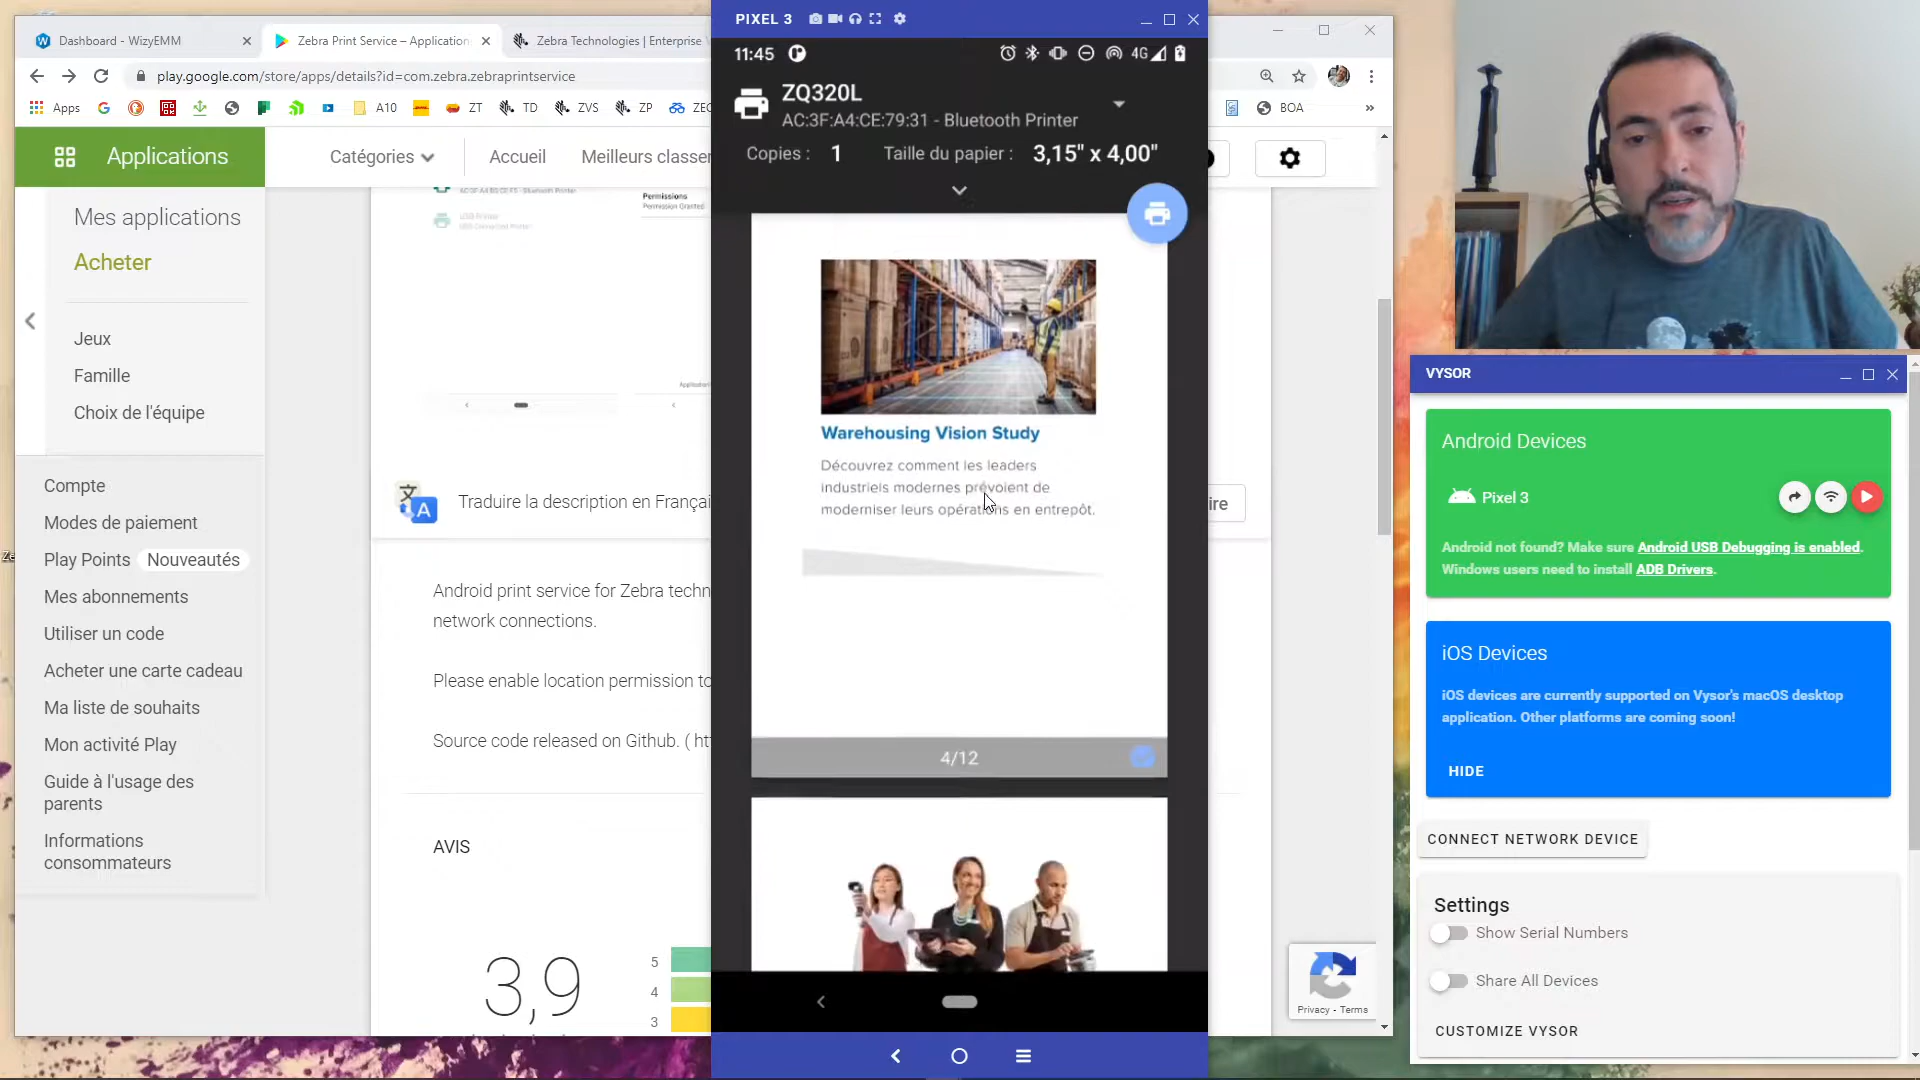 Dashboard - WizyEMM
Zebra Print Service – Application
Zebra Technologies | Enterprise
play.google.com/store/apps/details?id=com.zebra.zebraprintservice
Apps
A10
ZT
TD
ZVS
ZP
BOA
»
Applications
Catégories
Accueil
Meilleurs classe
Mes applications
Acheter
Jeux
Famille
Choix de l'équipe
Compte
Modes de paiement
Play Points Nouveautés
Mes abonnements
Utiliser un code
Acheter une carte cadeau
Ma liste de souhaits
Mon activité Play
Guide à l'usage des
parents
Informations
consommateurs
Permissions
Permission Granted
USB Printer
Traduire la description en Françai
ire
Android print service for Zebra techn
network connections.
Please enable location permission to
Source code released on Github. ( htt
AVIS
3,9
5
4
3
Privacy - Terms
PIXEL 3
11:45
4G
ZQ320L
AC:3F:A4:CE:79:31 - Bluetooth Printer
Copies : 1 Taille du papier : 3,15" x 4,00"
Warehousing Vision Study
Découvrez comment les leaders
industriels modernes prévoient de
moderniser leurs opérations en entrepôt.
4/12
VYSOR
Android Devices
Pixel 3
Android not found? Make sure Android USB Debugging is enabled.
Windows users need to install ADB Drivers.
iOS Devices
iOS devices are currently supported on Vysor's macOS desktop
application. Other platforms are coming soon!
HIDE
CONNECT NETWORK DEVICE
Settings
Show Serial Numbers
Share All Devices
CUSTOMIZE VYSOR